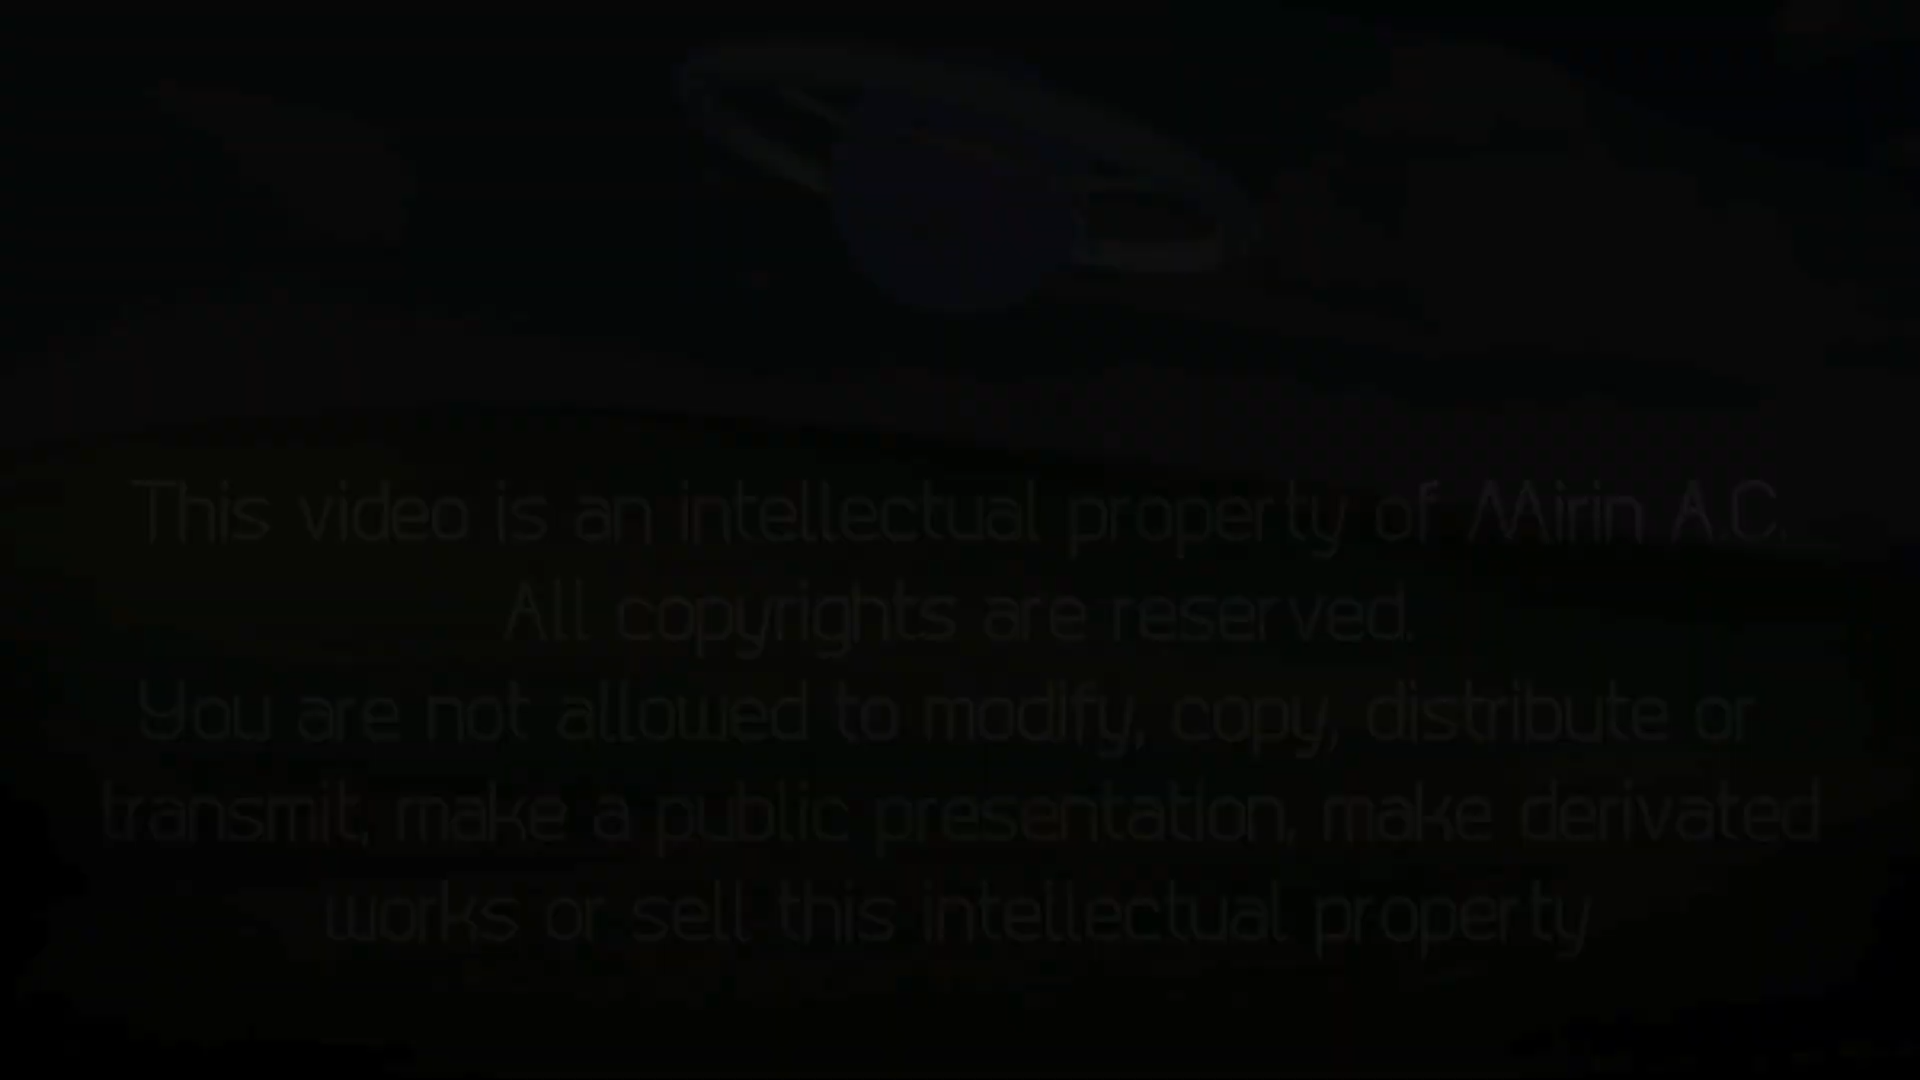 This video is an intellectual property of Mirin A.C.
All copyrights are reserved.
You are not allowed to modify, copy, distribute or
transmit, make a public presentation, make derivated
works or sell this intellectual property